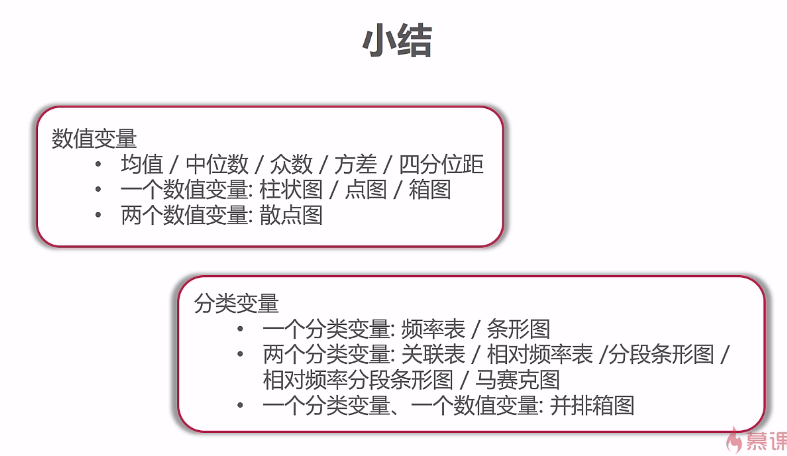 小结
数值变量
• 均值 / 中位数 / 众数 / 方差 / 四分位距
• 一个数值变量: 柱状图 / 点图 / 箱图
• 两个数值变量: 散点图
分类变量
• 一个分类变量: 频率表 / 条形图
• 两个分类变量: 关联表 / 相对频率表 /分段条形图 /
相对频率分段条形图 / 马赛克图
• 一个分类变量、一个数值变量: 并排箱图
慕课